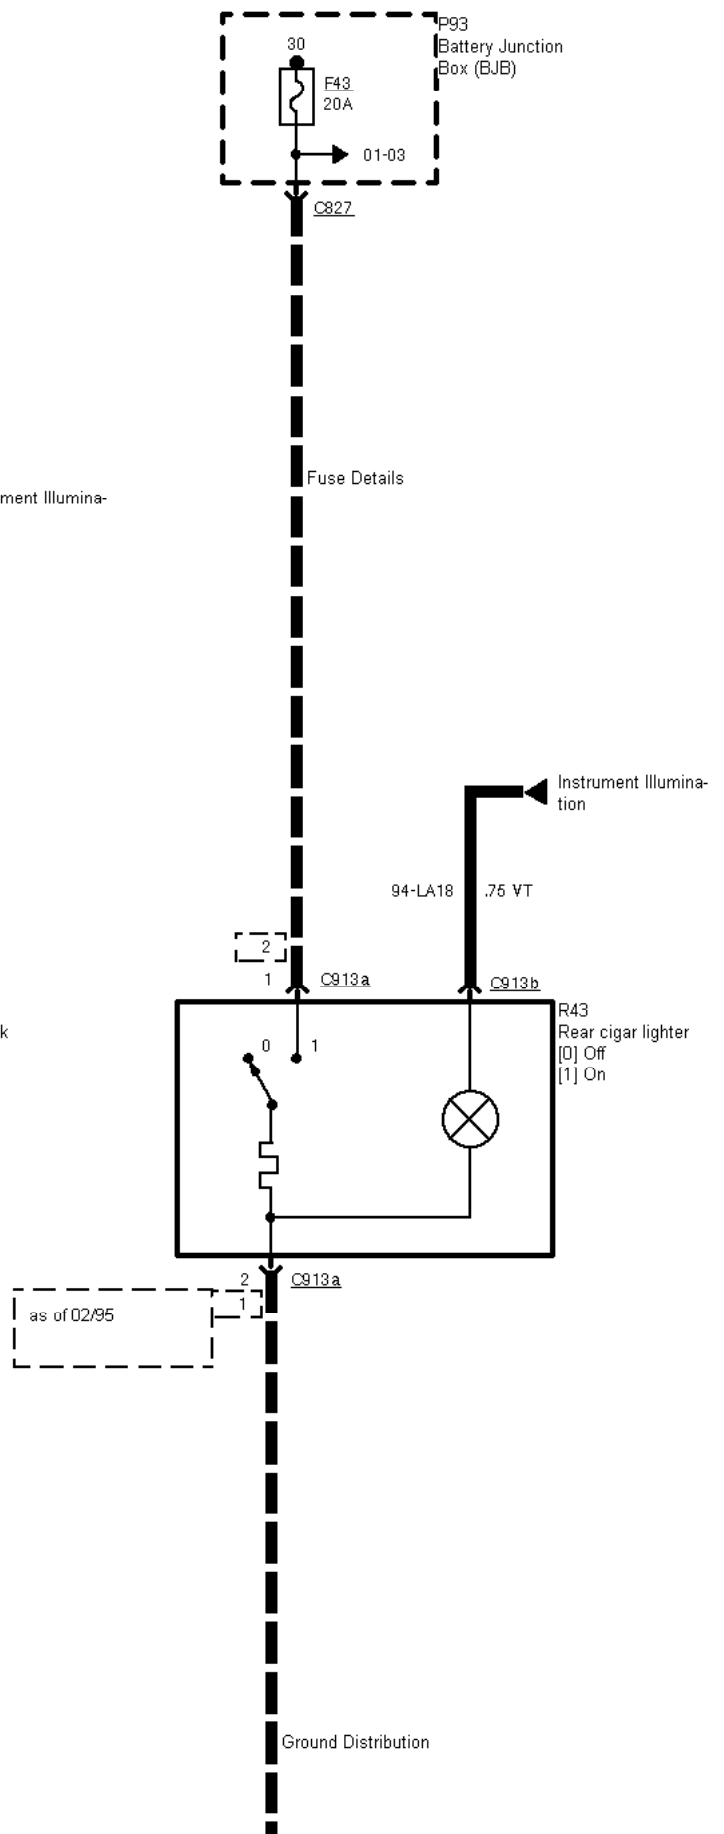 P93
Battery Junction
Box (BJB)
30
F43
20A
01-03
C827
Fuse Details
ment Illumina-
Instrument Illumina-
tion
94-LA18
.75 VT
2
1
C913a
C913b
R43
Rear cigar lighter
[0] Off
[1] On
k
0
1
2
C913a
1
as of 02/95
Ground Distribution